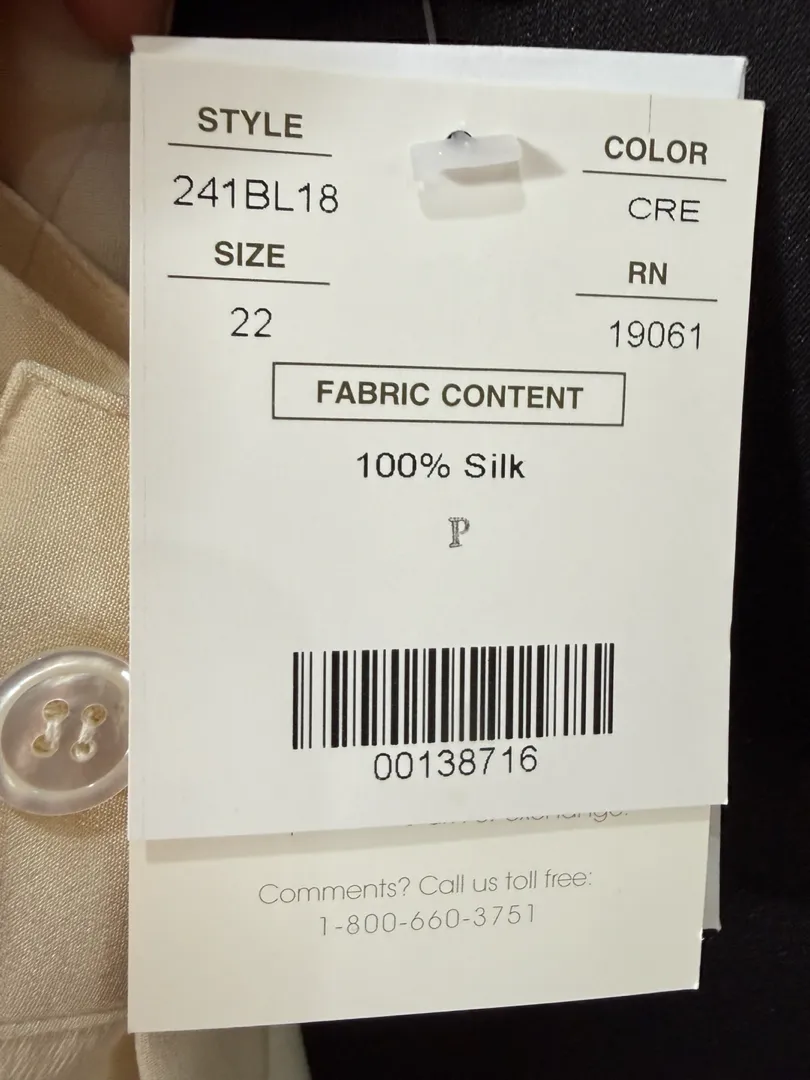 STYLE
241BL18
SIZE
22
COLOR
CRE
RN
19061
FABRIC CONTENT
100% Silk
P
00138716
exchange.
Comments? Call us toll free:
1-800-660-3751